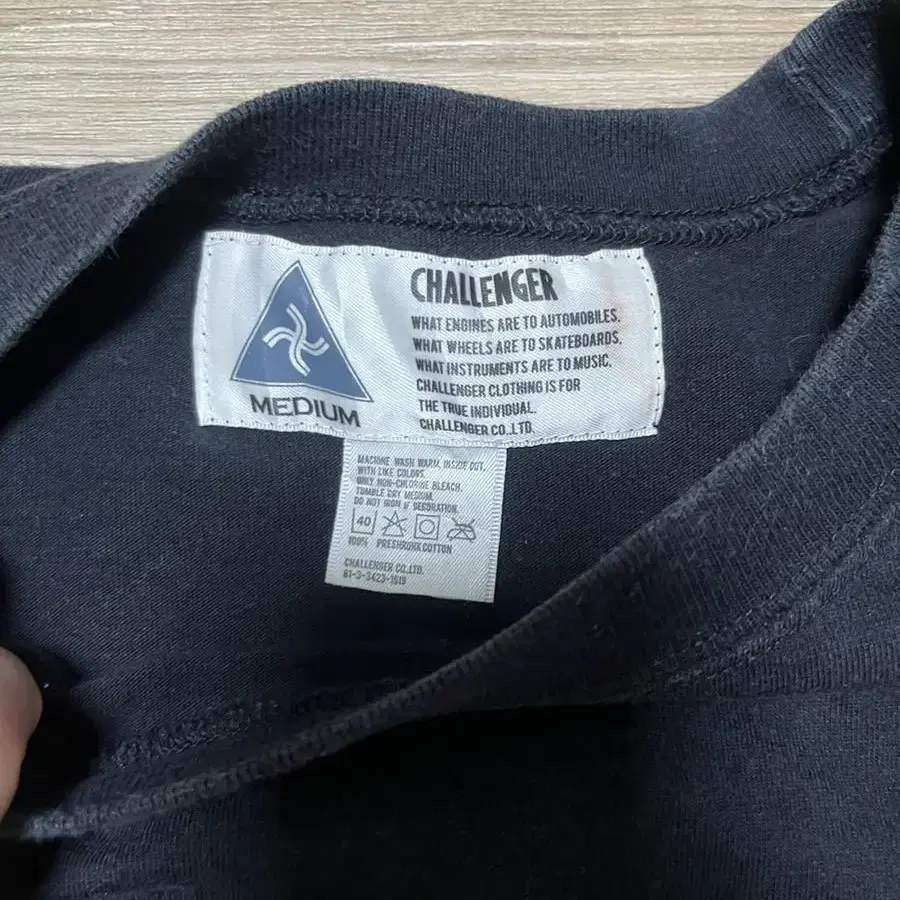 CHALLENGER
WHAT ENGINES ARE TO AUTOMOBILES.
WHAT WHEELS ARE TO SKATEBOARDS.
WHAT INSTRUMENTS ARE TO MUSIC.
CHALLENGER CLOTHING IS FOR
THE TRUE INDIVIDUAL.
CHALLENGER CO.,LTD.
MEDIUM
MACHINE WASH WARM, INSIDE OUT,
WITH LIKE COLORS.
ONLY NON-CHLORINE BLEACH.
TUMBLE DRY MEDIUM.
DO NOT IRON IF DECORATION.
40
100% PRESHRUNK COTTON
CHALLENGER CO.,LTD.
81-3-3423-1919